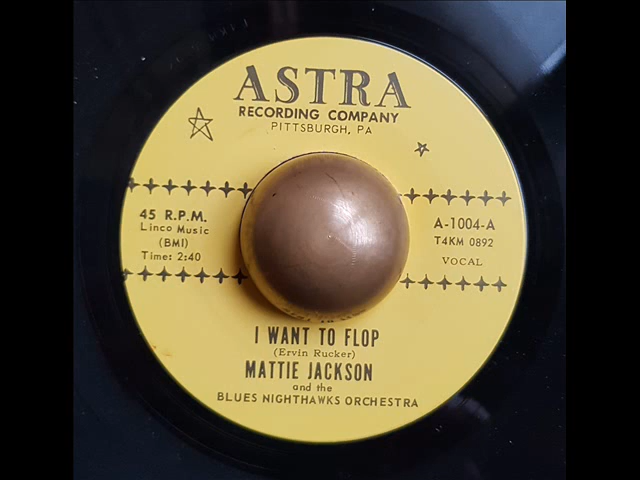 ASTRA
RECORDING COMPANY
PITTSBURGH, PA
45 R.P.M.
Linco Music
(BMI)
Time: 2:40
A-1004-A
T4KM 0892
VOCAL
I WANT TO FLOP
(Ervin Rucker)
MATTIE JACKSON
and the
BLUES NIGHTHAWKS ORCHESTRA